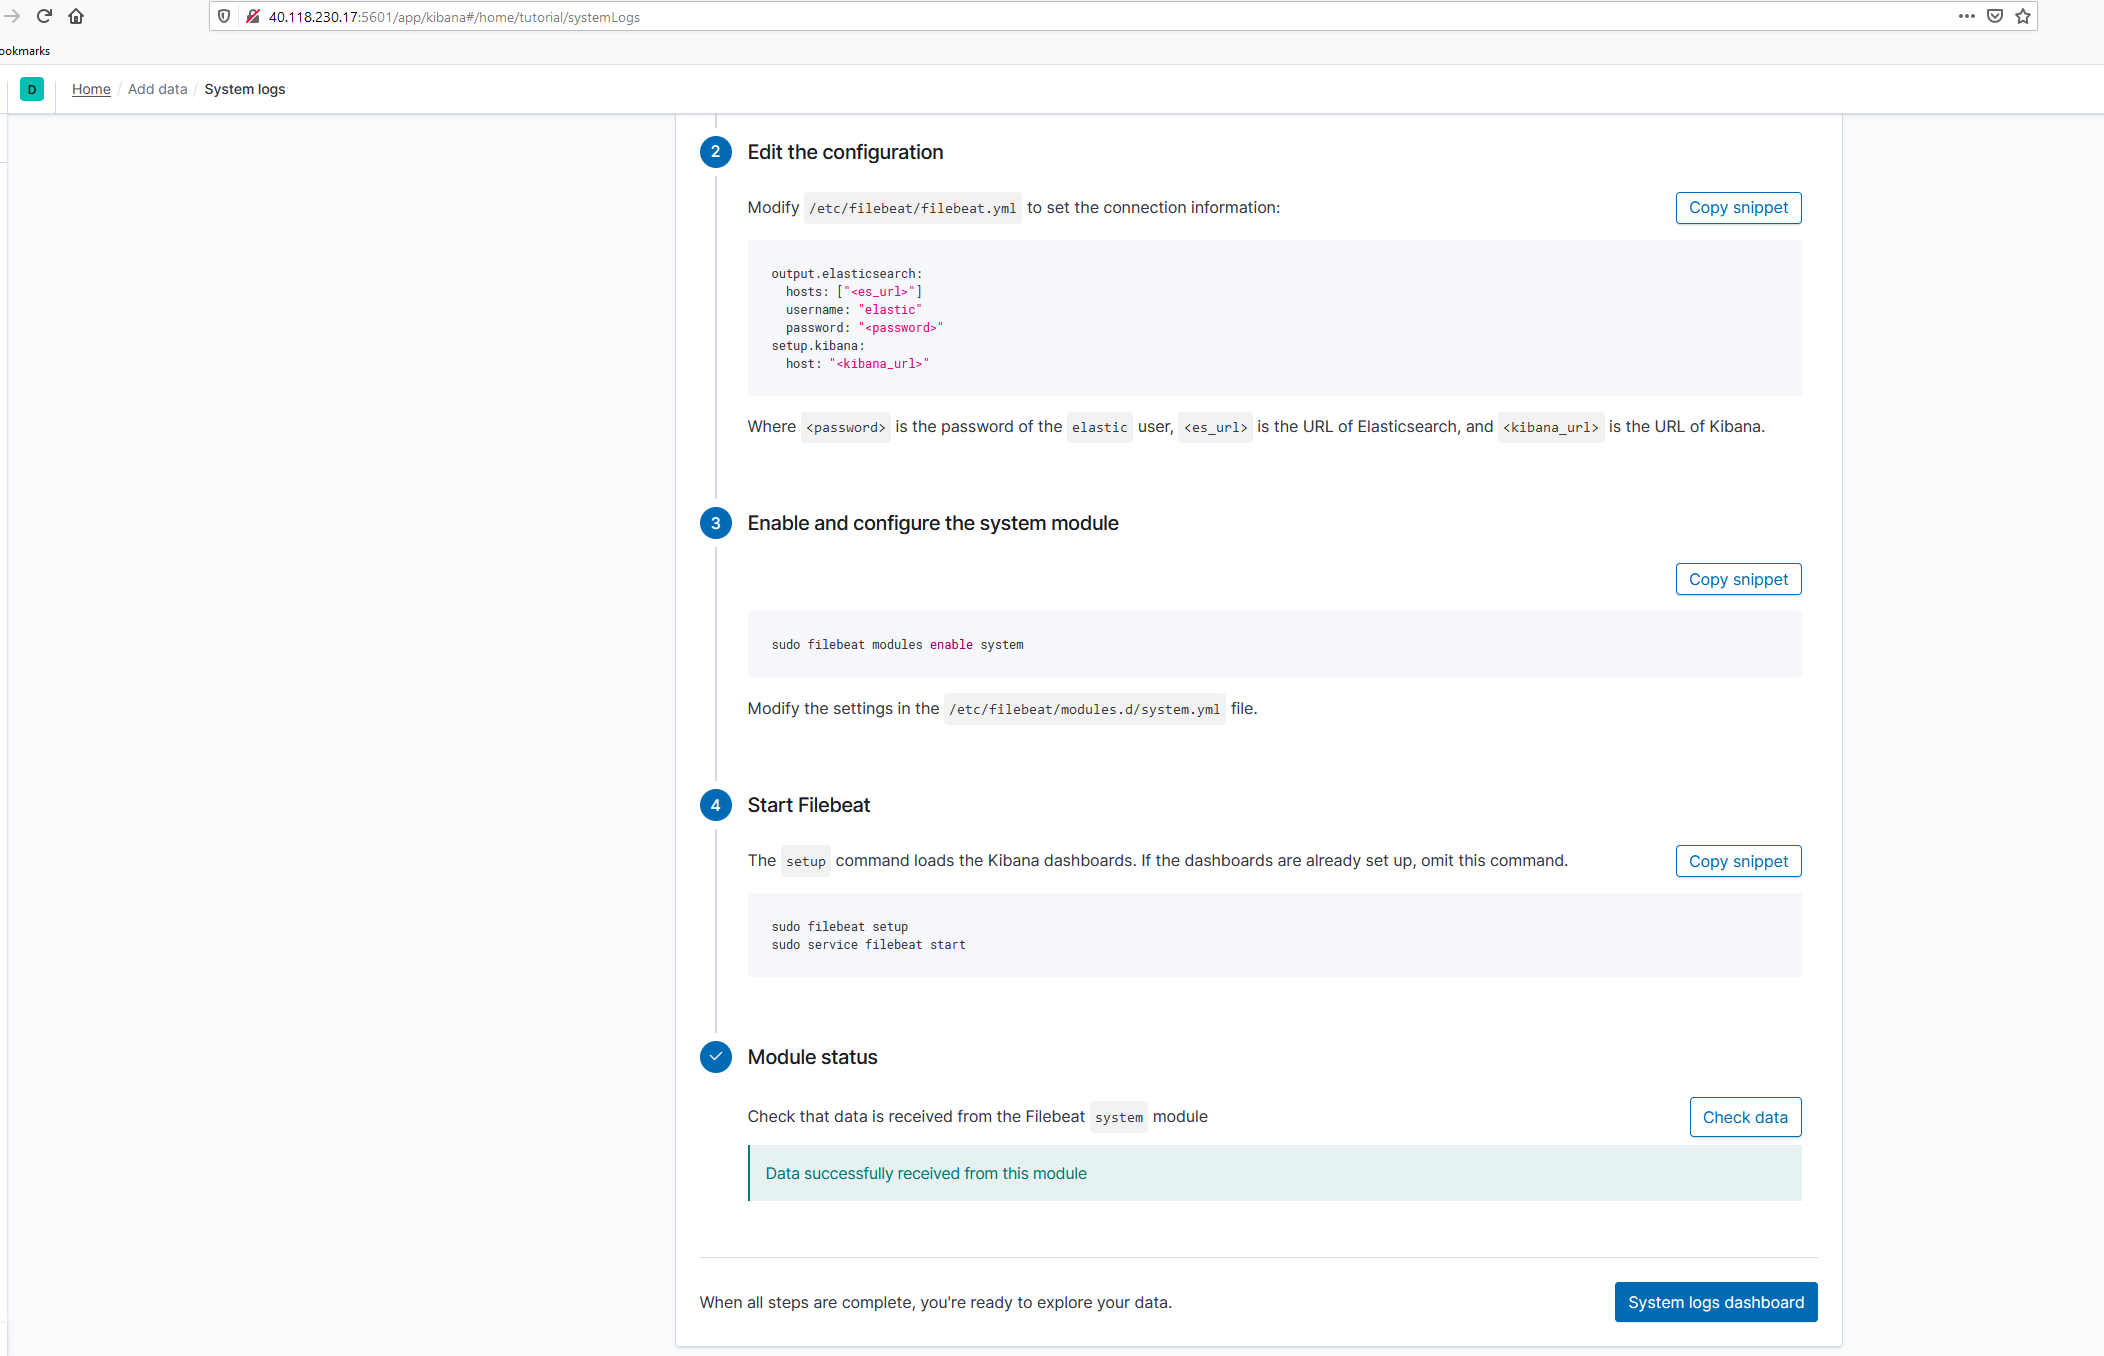 40.118.230.17:5601/app/kibana#/home/tutorial/systemLogs
ookmarks
D
Home / Add data / System logs
2 Edit the configuration
Modify /etc/filebeat/filebeat.yml to set the connection information:
Copy snippet
output.elasticsearch:
  hosts: ["<es_url>"]
  username: "elastic"
  password: "<password>"
setup.kibana:
  host: "<kibana_url>"
Where <password> is the password of the elastic user, <es_url> is the URL of Elasticsearch, and <kibana_url> is the URL of Kibana.
3 Enable and configure the system module
Copy snippet
sudo filebeat modules enable system
Modify the settings in the /etc/filebeat/modules.d/system.yml file.
4 Start Filebeat
The setup command loads the Kibana dashboards. If the dashboards are already set up, omit this command.
Copy snippet
sudo filebeat setup
sudo service filebeat start
Module status
Check that data is received from the Filebeat system module
Check data
Data successfully received from this module
When all steps are complete, you're ready to explore your data.
System logs dashboard